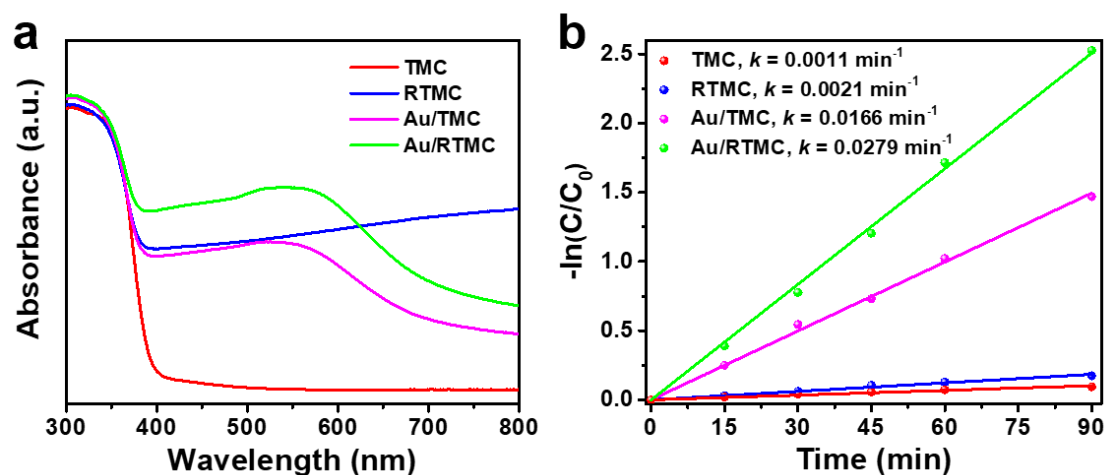 a
Absorbance (a.u.)
TMC
RTMC
Au/TMC
Au/RTMC
300 400 500 600 700 800
Wavelength (nm)
b
-ln(C/C₀)
2.5
2.0
1.5
1.0
0.5
0.0
TMC, k = 0.0011 min⁻¹
RTMC, k = 0.0021 min⁻¹
Au/TMC, k = 0.0166 min⁻¹
Au/RTMC, k = 0.0279 min⁻¹
0 15 30 45 60 75 90
Time (min)